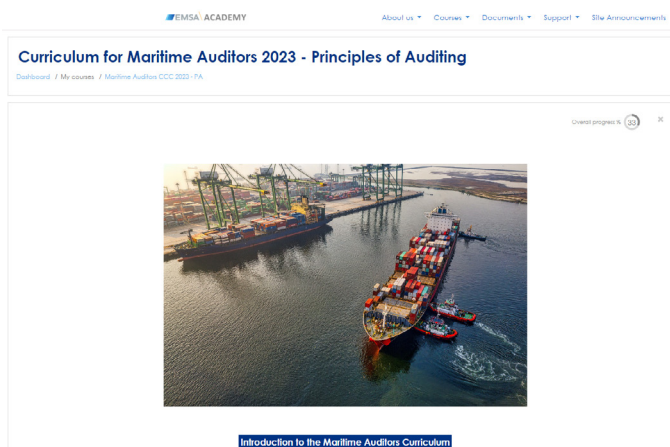 EMSA ACADEMY
About us Courses Documents Support Site Announcements
Curriculum for Maritime Auditors 2023 - Principles of Auditing
Dashboard / My courses / Maritime Auditors CCC 2023 - PA
Overall progress % 33
Introduction to the Maritime Auditors Curriculum